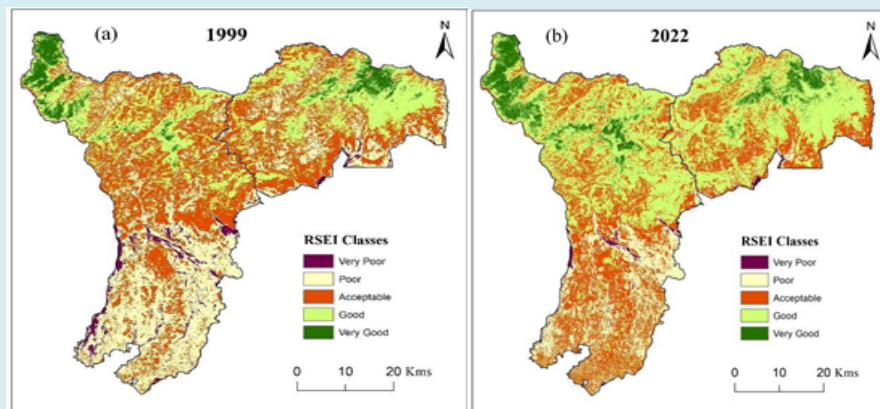 (a)
1999
N
RSEI Classes
Very Poor
Poor
Acceptable
Good
Very Good
0 10 20 Kms
(b)
2022
N
RSEI Classes
Very Poor
Poor
Acceptable
Good
Very Good
0 10 20 Kms